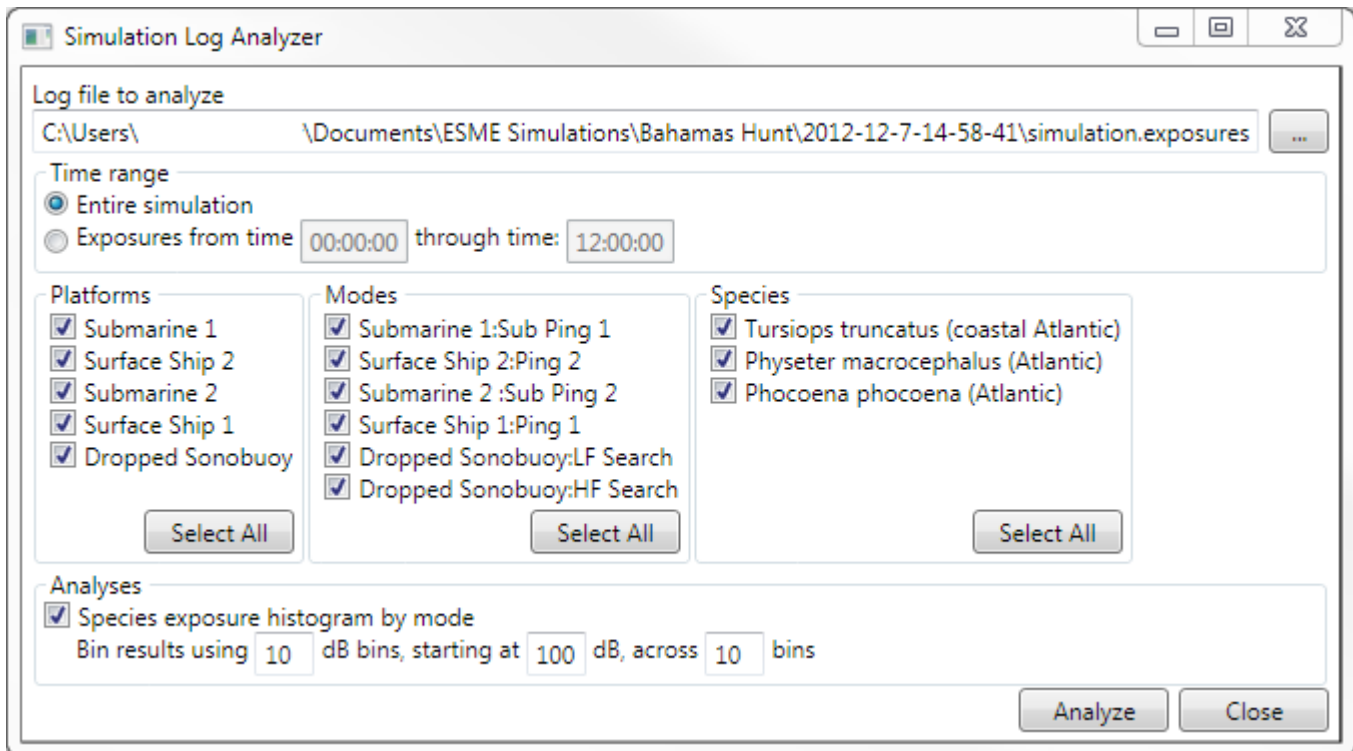 Simulation Log Analyzer
Log file to analyze
C:\Users\ \Documents\ESME Simulations\Bahamas Hunt\2012-12-7-14-58-41\simulation.exposures ...
Time range
Entire simulation
Exposures from time 00:00:00 through time: 12:00:00
Platforms
Submarine 1
Surface Ship 2
Submarine 2
Surface Ship 1
Dropped Sonobuoy
Select All
Modes
Submarine 1:Sub Ping 1
Surface Ship 2:Ping 2
Submarine 2 :Sub Ping 2
Surface Ship 1:Ping 1
Dropped Sonobuoy:LF Search
Dropped Sonobuoy:HF Search
Select All
Species
Tursiops truncatus (coastal Atlantic)
Physeter macrocephalus (Atlantic)
Phocoena phocoena (Atlantic)
Select All
Analyses
Species exposure histogram by mode
Bin results using 10 dB bins, starting at 100 dB, across 10 bins
Analyze Close